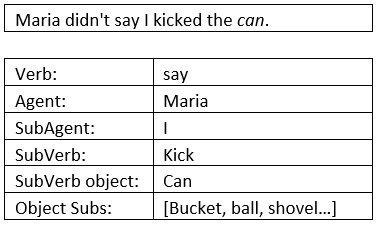 Maria didn't say I kicked the can.
Verb: say
Agent: Maria
SubAgent: I
SubVerb: Kick
SubVerb object: Can
Object Subs: [Bucket, ball, shovel…]